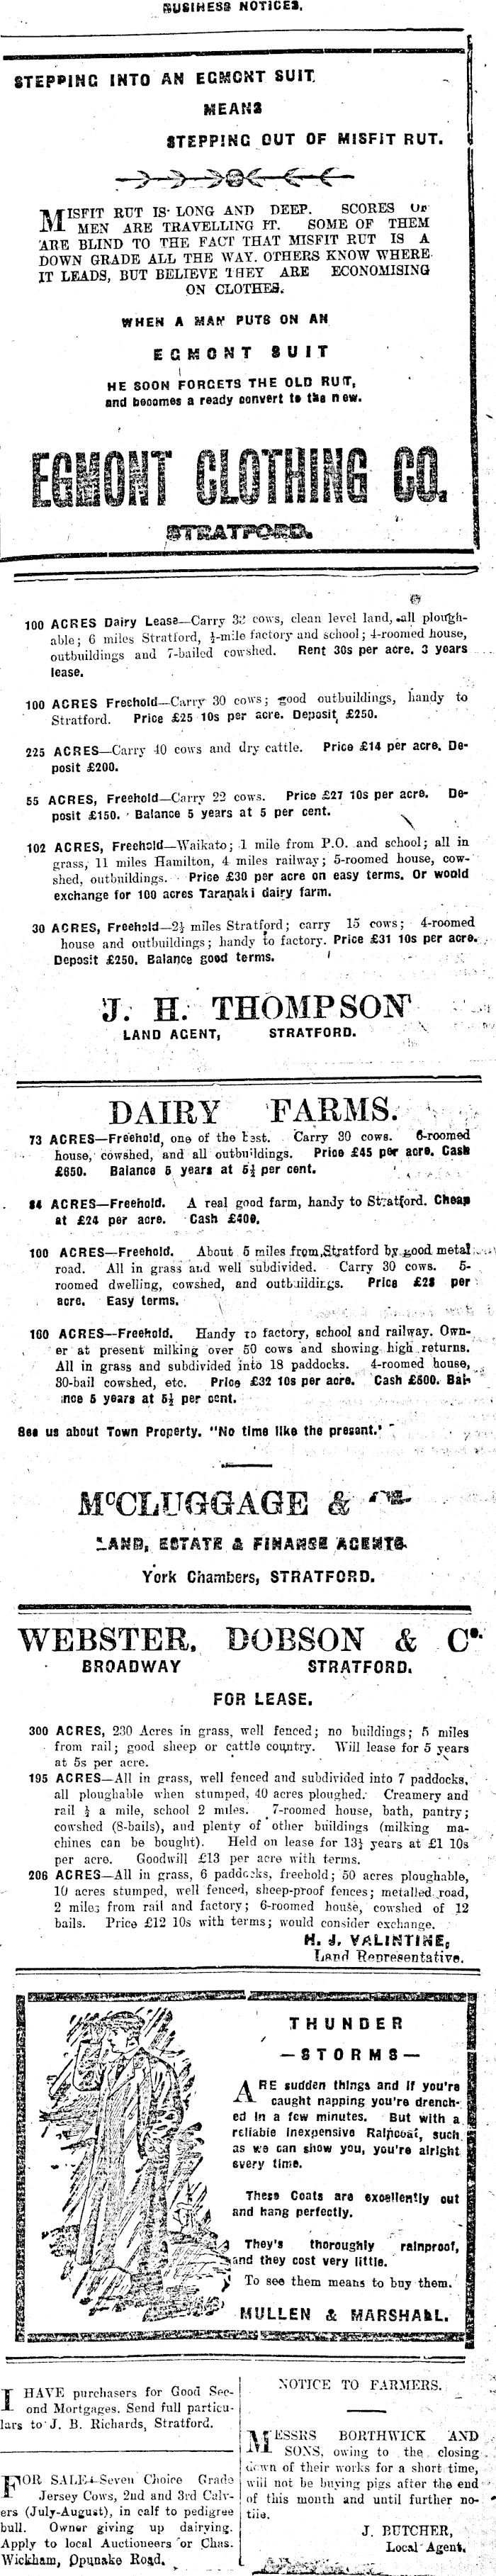 BUSINESS NOTICES.
STEPPING INTO AN EGMONT SUIT
MEANS
STEPPING OUT OF MISFIT RUT.
MISFIT RUT IS LONG AND DEEP. SCORES OF
MEN ARE TRAVELLING IT. SOME OF THEM
ARE BLIND TO THE FACT THAT MISFIT RUT IS A
DOWN GRADE ALL THE WAY. OTHERS KNOW WHERE
IT LEADS, BUT BELIEVE THEY ARE ECONOMISING
ON CLOTHES.
WHEN A MAN PUTS ON AN
EGMONT SUIT
HE SOON FORGETS THE OLD RUT,
and becomes a ready convert to the new.
EGMONT CLOTHING CO.
STRATFORD.
100 ACRES Dairy Lease—Carry 32 cows, clean level land, all plough-
able; 6 miles Stratford, ½-mile factory and school; 4-roomed house,
outbuildings and 7-bailed cowshed. Rent 30s per acre. 3 years
lease.
100 ACRES Freehold—Carry 30 cows; good outbuildings, handy to
Stratford. Price £25 10s per acre. Deposit £250.
225 ACRES—Carry 40 cows and dry cattle. Price £14 per acre. De-
posit £200.
55 ACRES, Freehold—Carry 22 cows. Price £27 10s per acre. De-
posit £150. Balance 5 years at 5 per cent.
102 ACRES, Freehold—Waikato; 1 mile from P.O. and school; all in
grass, 11 miles Hamilton, 4 miles railway; 5-roomed house, cow-
shed, outbuildings. Price £30 per acre on easy terms. Or would
exchange for 100 acres Taranaki dairy farm.
30 ACRES, Freehold—2½ miles Stratford; carry 15 cows; 4-roomed
house and outbuildings; handy to factory. Price £31 10s per acre.
Deposit £250. Balance good terms.
J. H. THOMPSON
LAND AGENT, STRATFORD.
DAIRY FARMS.
73 ACRES—Freehold, one of the best. Carry 30 cows. 6-roomed
house, cowshed, and all outbuildings. Price £45 per acre. Cash
£650. Balance 5 years at 5½ per cent.
84 ACRES—Freehold. A real good farm, handy to Stratford. Cheap
at £24 per acre. Cash £400.
100 ACRES—Freehold. About 5 miles from Stratford by good metal
road. All in grass and well subdivided. Carry 30 cows. 5-
roomed dwelling, cowshed, and outbuildings. Price £28 per
acre. Easy terms.
160 ACRES—Freehold. Handy to factory, school and railway. Own-
er at present milking over 50 cows and showing high returns.
All in grass and subdivided into 18 paddocks. 4-roomed house,
30-bail cowshed, etc. Price £32 10s per acre. Cash £500. Bal-
ance 5 years at 5½ per cent.
See us about Town Property. "No time like the present."
McCLUGGAGE & Co.
LAND, ESTATE & FINANSE AGENTS.
York Chambers, STRATFORD.
WEBSTER, DOBSON & Co.
BROADWAY STRATFORD.
FOR LEASE.
300 ACRES, 230 Acres in grass, well fenced; no buildings; 5 miles
from rail; good sheep or cattle country. Will lease for 5 years
at 5s per acre.
195 ACRES—All in grass, well fenced and subdivided into 7 paddocks,
all ploughable when stumped, 40 acres ploughed. Creamery and
rail ½ a mile, school 2 miles. 7-roomed house, bath, pantry;
cowshed (8-bails), and plenty of other buildings (milking ma-
chines can be bought). Held on lease for 13½ years at £1 10s
per acre. Goodwill £13 per acre with terms.
206 ACRES—All in grass, 6 paddocks, freehold; 50 acres ploughable,
10 acres stumped, well fenced, sheep-proof fences; metalled road,
2 miles from rail and factory; 6-roomed house, cowshed of 12
bails. Price £12 10s with terms; would consider exchange.
H. J. VALINTINE,
Land Representative.
THUNDER
—STORMS—
ARE sudden things and if you're
caught napping you're drench-
ed in a few minutes. But with a
reliable inexpensive Raincoat, such
as we can show you, you're alright
every time.
These Coats are excellently cut
and hang perfectly.
They's thoroughly rainproof,
and they cost very little.
To see them means to buy them.
MULLEN & MARSHALL.
I HAVE purchasers for Good Sec-
ond Mortgages. Send full particu-
lars to J. B. Richards, Stratford.
FOR SALE—Seven Choice Grade
Jersey Cows, 2nd and 3rd Calv-
ers (July-August), in calf to pedigree
bull. Owner giving up dairying.
Apply to local Auctioneers or Chas.
Wickham, Opunake Road.
NOTICE TO FARMERS.
MESSRS BORTHWICK AND
SONS, owing to the closing
down of their works for a short time,
will not be buying pigs after the end
of this month and until further no-
tiie.
J. BUTCHER,
Local Agent.